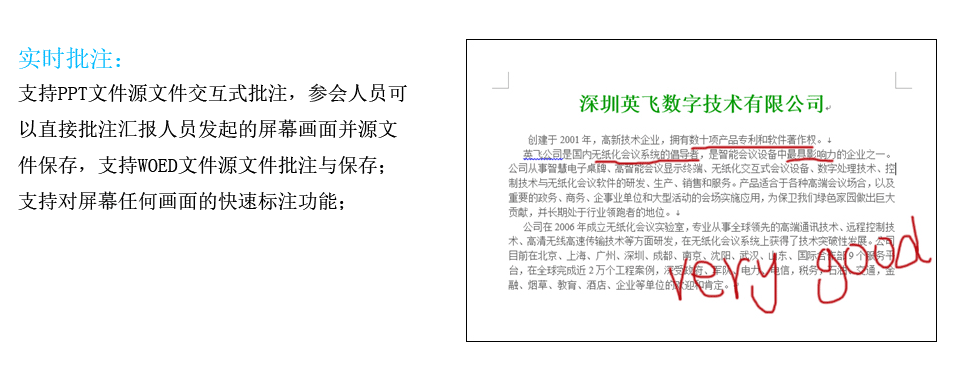 实时批注：
支持PPT文件源文件交互式批注，参会人员可
以直接批注汇报人员发起的屏幕画面并源文
件保存，支持WOED文件源文件批注与保存；
支持对屏幕任何画面的快速标注功能；
深圳英飞数字技术有限公司
创建于 2001 年，高新技术企业，拥有数十项产品专利和软件著作权。
英飞公司是国内无纸化会议系统的倡导者，是智能会议设备中最具影响力的企业之一。
公司从事智慧电子桌牌、高智能会议显示终端、无纸化交互式会议设备、数字处理技术、控
制技术与无纸化会议软件的研发、生产、销售和服务。产品适合于各种高端会议场合，以及
重要的政务、商务、企事业单位和大型活动的会场实施应用，为保卫我们绿色家园做出巨大
贡献，并长期处于行业领跑者的地位。
公司在 2006 年成立无纸化会议实验室，专业从事全球领先的高端通讯技术、远程控制技
术、高清无线高速传输技术等方面研发，在无纸化会议系统上获得了技术突破性发展。公司
目前在北京、上海、广州、深圳、成都、南京、沈阳、武汉、山东、国际合作部 9 个服务平
台，在全球完成近 2 万个工程案例，深受政府、军队、电力、电信，税务，石油、交通，金
融、烟草、教育、酒店、企业等单位的欢迎和肯定。
very good